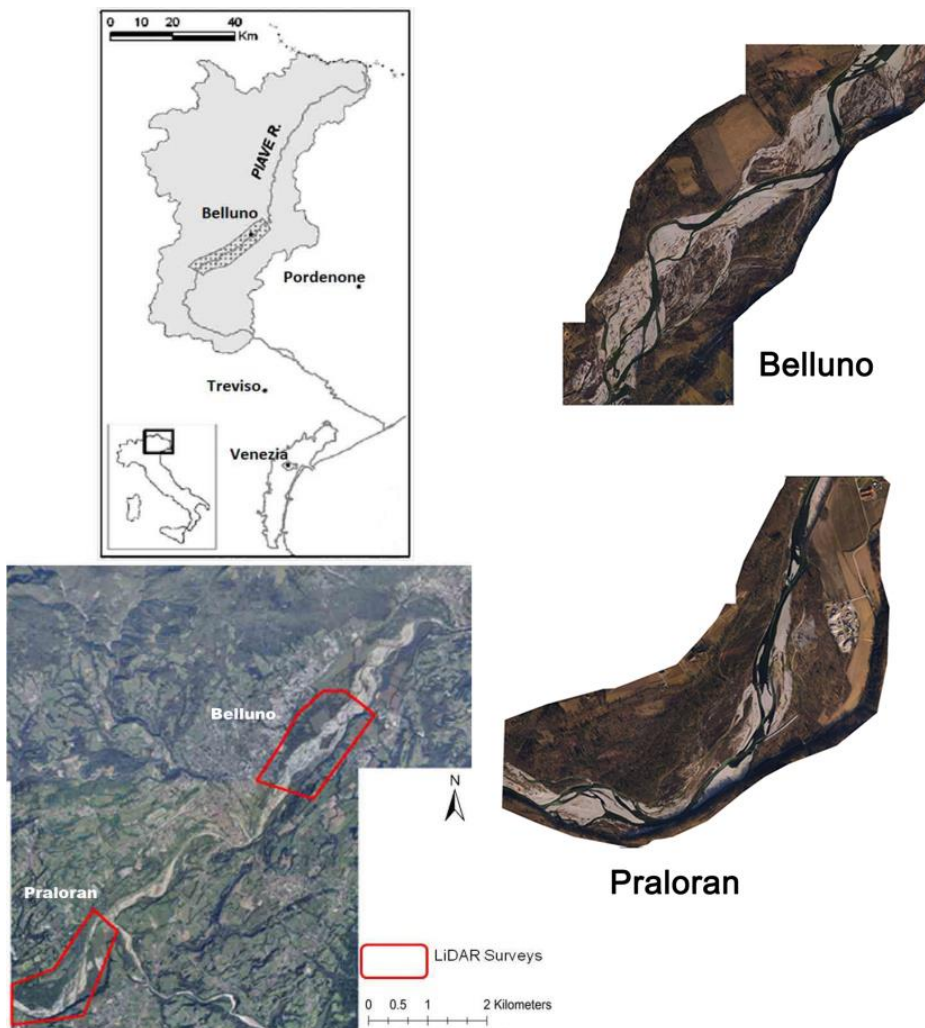 0 10 20 40
Km
PIAVE R.
Belluno
Pordenone
Treviso
Venezia
Belluno
Belluno
Praloran
N
Praloran
LiDAR Surveys
0 0.5 1 2 Kilometers